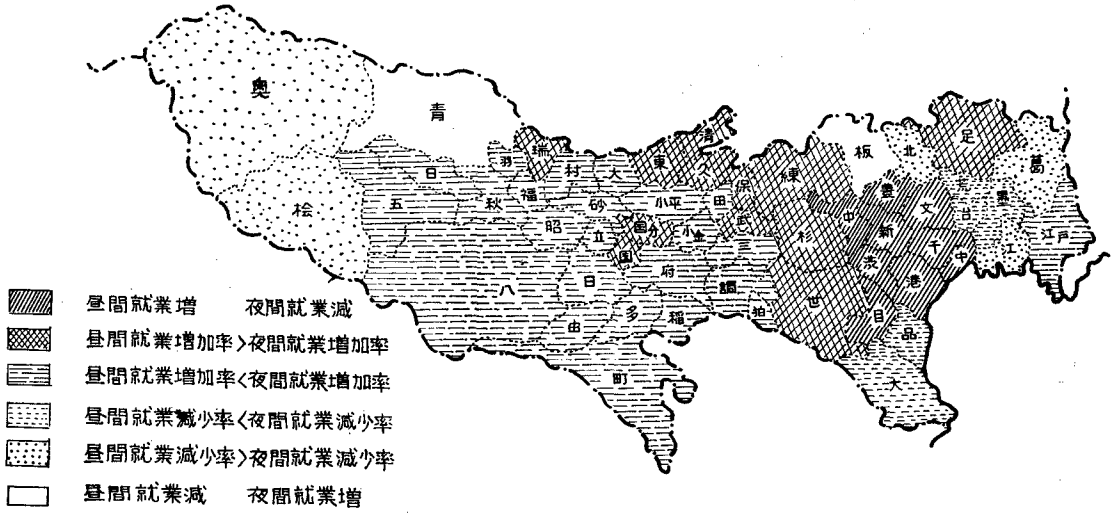 奥
青
清
足
板
北
葛
瑞
東
久
羽
村
大
日
保
練
荒
豊
墨
文
台
五
秋
福
砂
小平
田
武
中
杉
新
江戸
桧
昭
立
国分
小金
三
千
中
江
渋
国
府
八
日
調
世
目
港
多
稲
狛
由
品
町
大
昼間就業増 夜間就業減
昼間就業増加率>夜間就業増加率
昼間就業増加率<夜間就業増加率
昼間就業減少率<夜間就業減少率
昼間就業減少率>夜間就業減少率
昼間就業減 夜間就業増